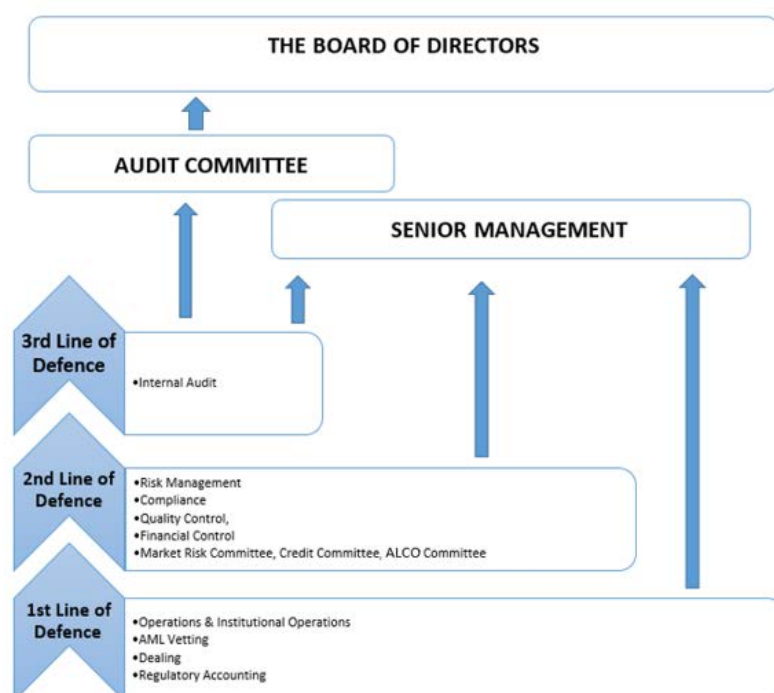 THE BOARD OF DIRECTORS
AUDIT COMMITTEE
SENIOR MANAGEMENT
3rd Line of
Defence
•Internal Audit
2nd Line of
Defence
•Risk Management
•Compliance
•Quality Control,
•Financial Control
•Market Risk Committee, Credit Committee, ALCO Committee
1st Line of
Defence
•Operations & Institutional Operations
•AML Vetting
•Dealing
•Regulatory Accounting